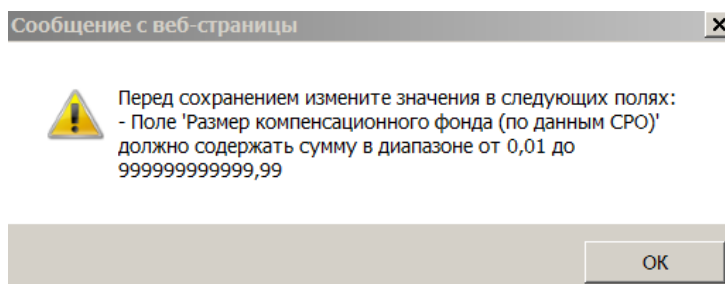 Сообщение с веб-страницы
Перед сохранением измените значения в следующих полях:
- Поле 'Размер компенсационного фонда (по данным СРО)'
должно содержать сумму в диапазоне от 0,01 до
999999999999,99
ОК